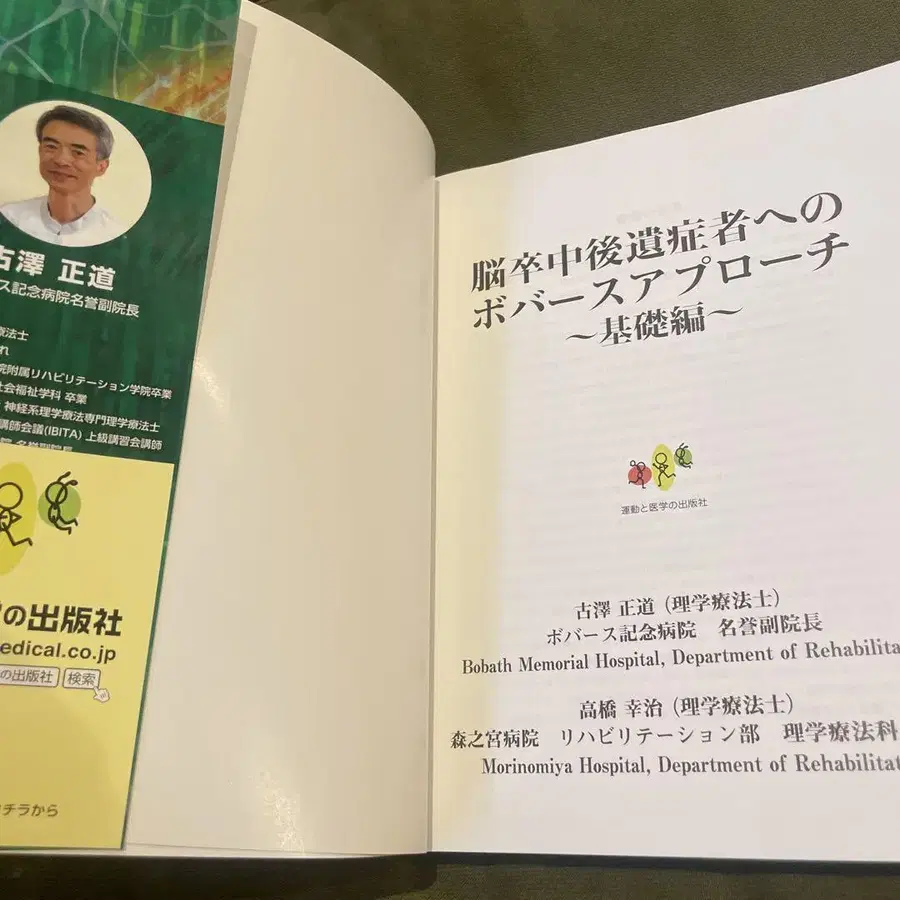 古澤 正道
ス記念病院名誉副院長
療法士
れ
院附属リハビリテーション学院卒業
社会福祉学科 卒業
神経系理学療法専門理学療法士
講師会議(IBITA) 上級講習会講師
院 名誉副院長
の出版社
edical.co.jp
の出版社 検索
チラから
脳卒中後遺症者への
ボバースアプローチ
～基礎編～
運動と医学の出版社
古澤 正道 (理学療法士)
ボバース記念病院 名誉副院長
Bobath Memorial Hospital, Department of Rehabilita
高橋 幸治 (理学療法士)
森之宮病院 リハビリテーション部 理学療法科
Morinomiya Hospital, Department of Rehabilitat